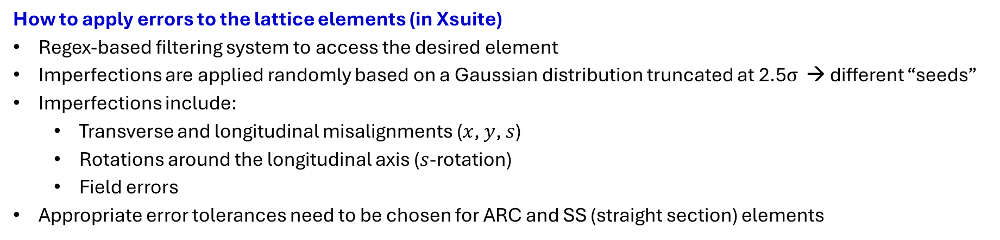 How to apply errors to the lattice elements (in Xsuite)
• Regex-based filtering system to access the desired element
• Imperfections are applied randomly based on a Gaussian distribution truncated at 2.5σ → different “seeds”
• Imperfections include:
• Transverse and longitudinal misalignments (x, y, s)
• Rotations around the longitudinal axis (s-rotation)
• Field errors
• Appropriate error tolerances need to be chosen for ARC and SS (straight section) elements